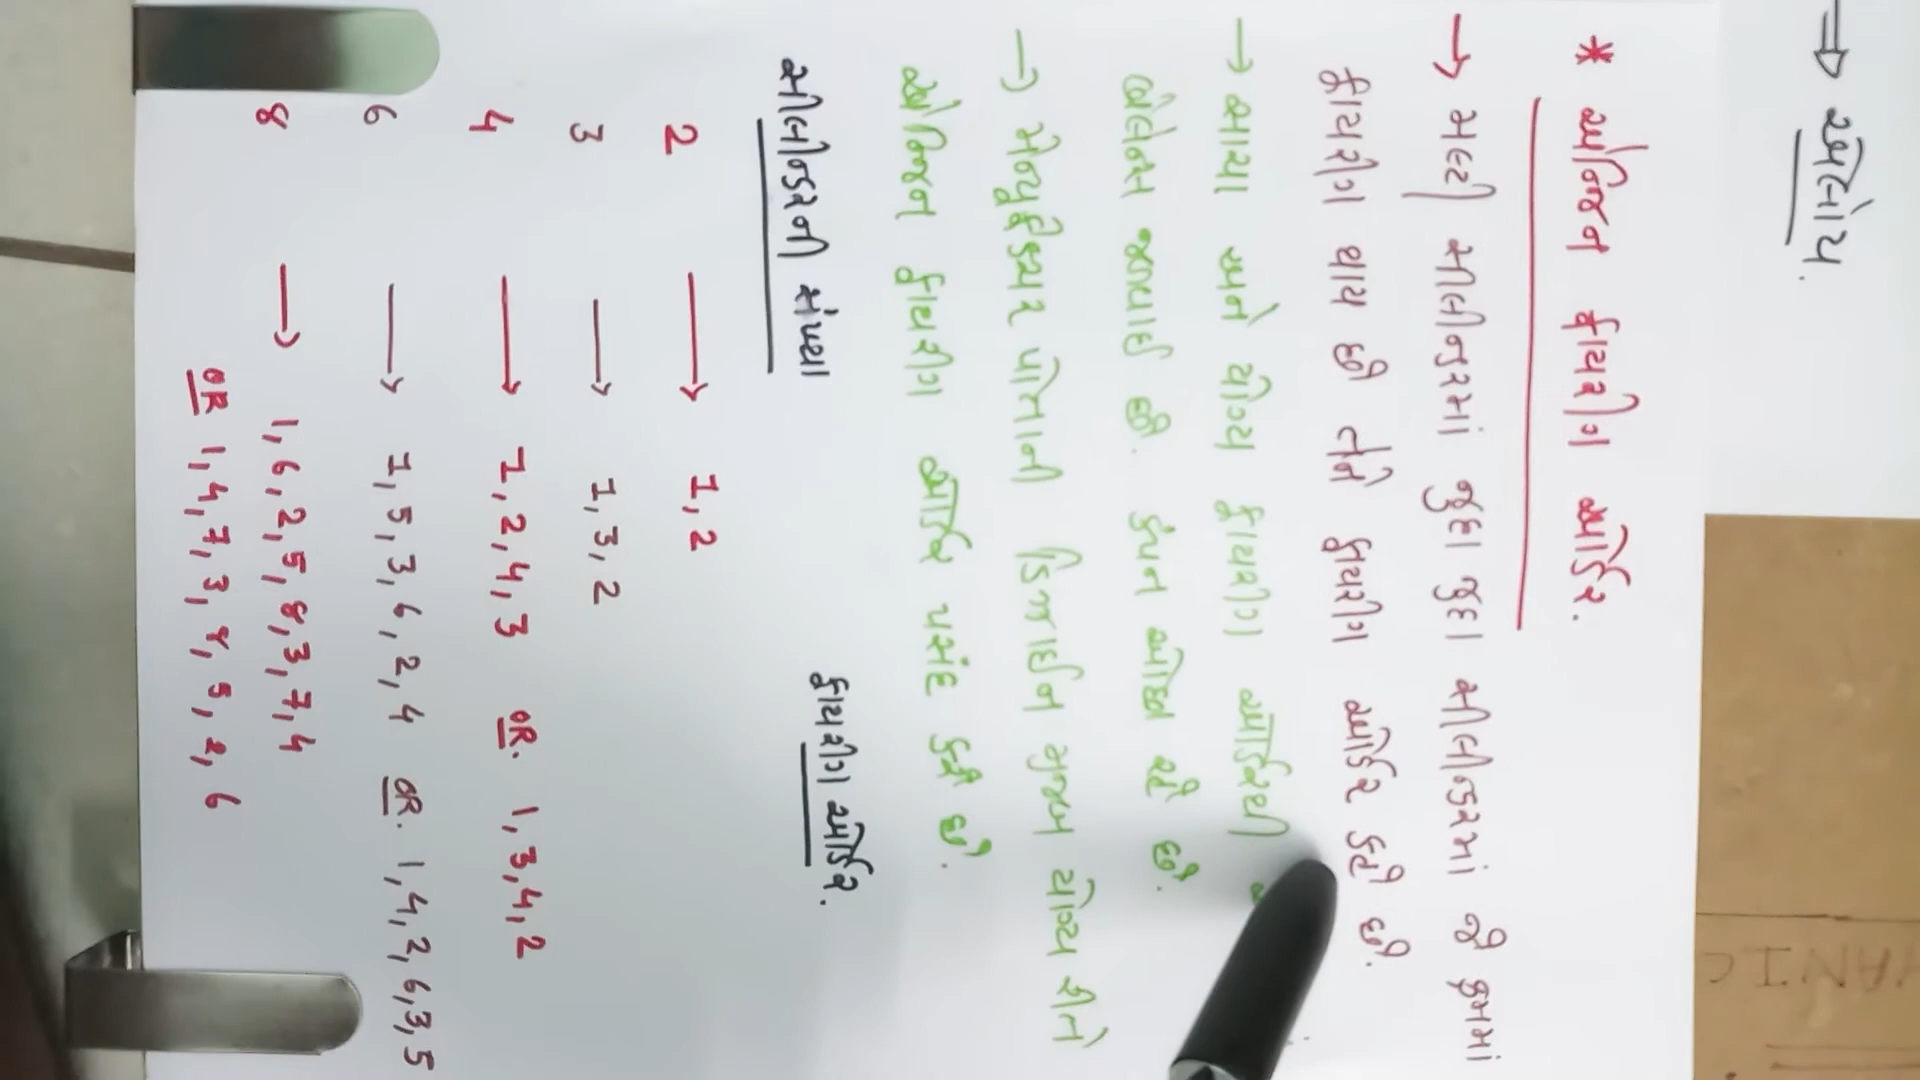 ⇒ એલોય.
* એન્જિન ફાયરીંગ ઓર્ડર.
→ મલ્ટી સીલીન્ડરમાં જુદા જુદા સીલીન્ડરમાં જે ક્રમમાં
ફાયરીંગ થાય છે તેને ફાયરીંગ ઓર્ડર કહે છે.
→ સાચા અને યોગ્ય ફાયરીંગ ઓર્ડરથી
બેલેન્સ જળવાઈ છે. કંપન ઓછા રહે છે.
→ મેન્યુફેક્ચર પોતાની ડિઝાઈન મુજબ યોગ્ય રીતે
એન્જિન ફાયરીંગ ઓર્ડર પસંદ કરે છે.
સીલીન્ડરની સંખ્યા ફાયરીંગ ઓર્ડર.
2 → 1, 2
3 → 1, 3, 2
4 → 1, 2, 4, 3 OR. 1, 3, 4, 2
6 → 1, 5, 3, 6, 2, 4 OR. 1, 4, 2, 6, 3, 5
8 → 1, 6, 2, 5, 8, 3, 7, 4
OR 1, 4, 7, 3, 8, 5, 2, 6